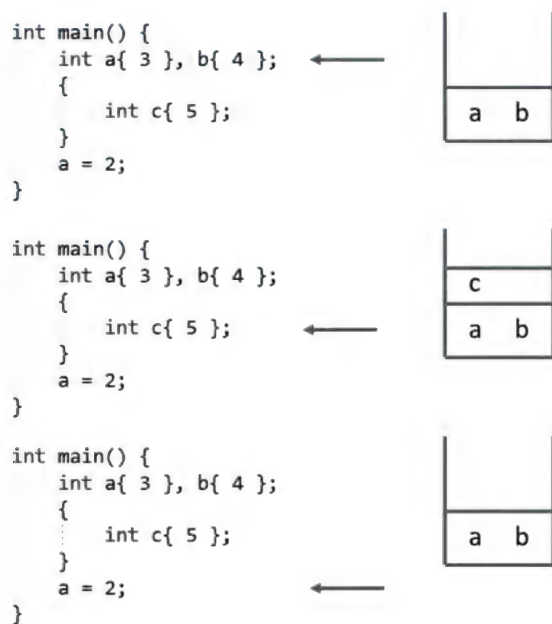 int main() {
    int a{ 3 }, b{ 4 };
    {
        int c{ 5 };
    }
    a = 2;
}
a b
int main() {
    int a{ 3 }, b{ 4 };
    {
        int c{ 5 };
    }
    a = 2;
}
c
a b
int main() {
    int a{ 3 }, b{ 4 };
    {
        int c{ 5 };
    }
    a = 2;
}
a b